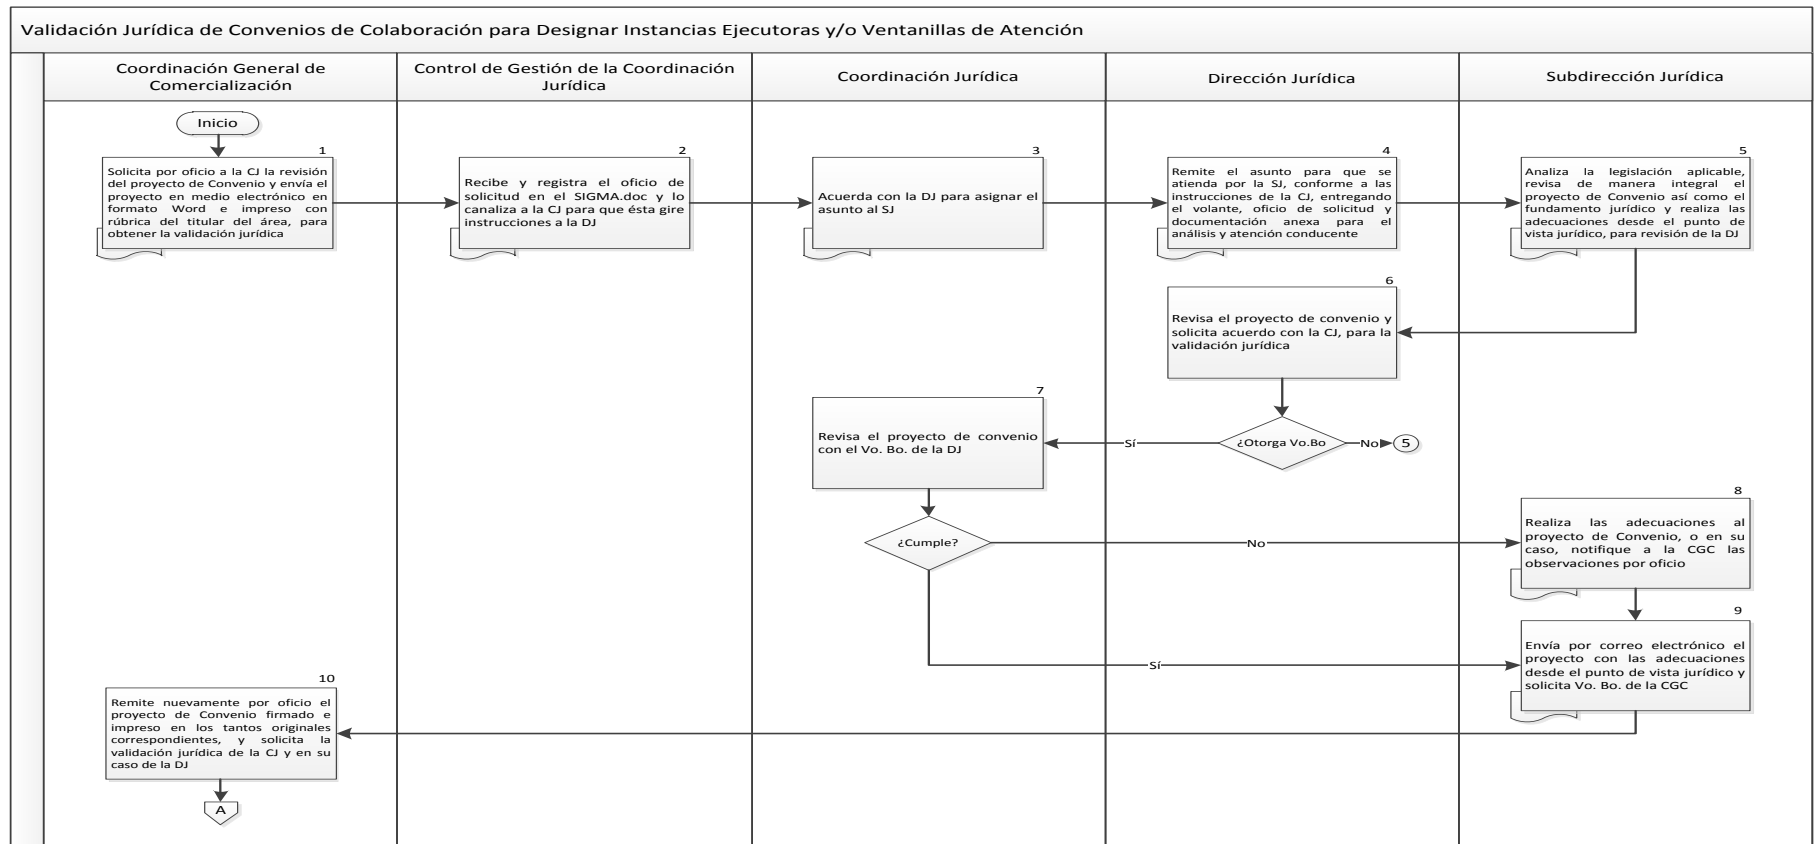 Validación Jurídica de Convenios de Colaboración para Designar Instancias Ejecutoras y/o Ventanillas de Atención
Coordinación General de
Comercialización
Control de Gestión de la Coordinación
Jurídica
Coordinación Jurídica
Dirección Jurídica
Subdirección Jurídica
Inicio
1
Solicita por oficio a la CJ la revisión
del proyecto de Convenio y envía el
proyecto en medio electrónico en
formato Word e impreso con
rúbrica del titular del área, para
obtener la validación jurídica
2
Recibe y registra el oficio de
solicitud en el SIGMA.doc y lo
canaliza a la CJ para que ésta gire
instrucciones a la DJ
3
Acuerda con la DJ para asignar el
asunto al SJ
4
Remite el asunto para que se
atienda por la SJ, conforme a las
instrucciones de la CJ, entregando
el volante, oficio de solicitud y
documentación anexa para el
análisis y atención conducente
5
Analiza la legislación aplicable,
revisa de manera integral el
proyecto de Convenio así como el
fundamento jurídico y realiza las
adecuaciones desde el punto de
vista jurídico, para revisión de la DJ
6
Revisa el proyecto de convenio y
solicita acuerdo con la CJ, para la
validación jurídica
¿Otorga Vo.Bo
No
5
Sí
7
Revisa el proyecto de convenio
con el Vo. Bo. de la DJ
¿Cumple?
No
Sí
8
Realiza las adecuaciones al
proyecto de Convenio, o en su
caso, notifique a la CGC las
observaciones por oficio
9
Envía por correo electrónico el
proyecto con las adecuaciones
desde el punto de vista jurídico y
solicita Vo. Bo. de la CGC
10
Remite nuevamente por oficio el
proyecto de Convenio firmado e
impreso en los tantos originales
correspondientes, y solicita la
validación jurídica de la CJ y en su
caso de la DJ
A